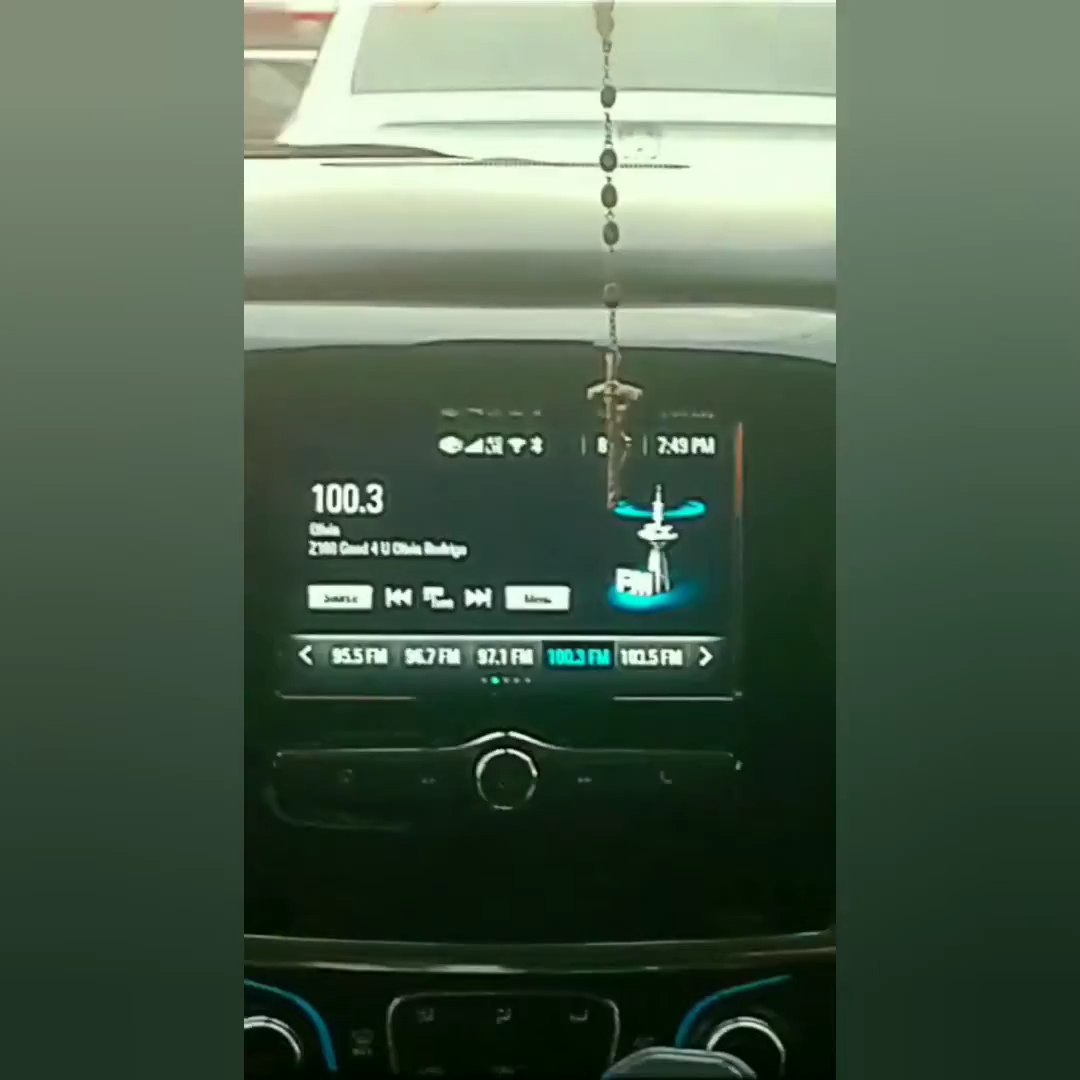 7:49 PM
100.3
Olivia
Z100 Good 4 U Olivia Rodrigo
Source
Menu
FM
95.5 FM
96.7 FM
97.1 FM
100.3 FM
103.5 FM